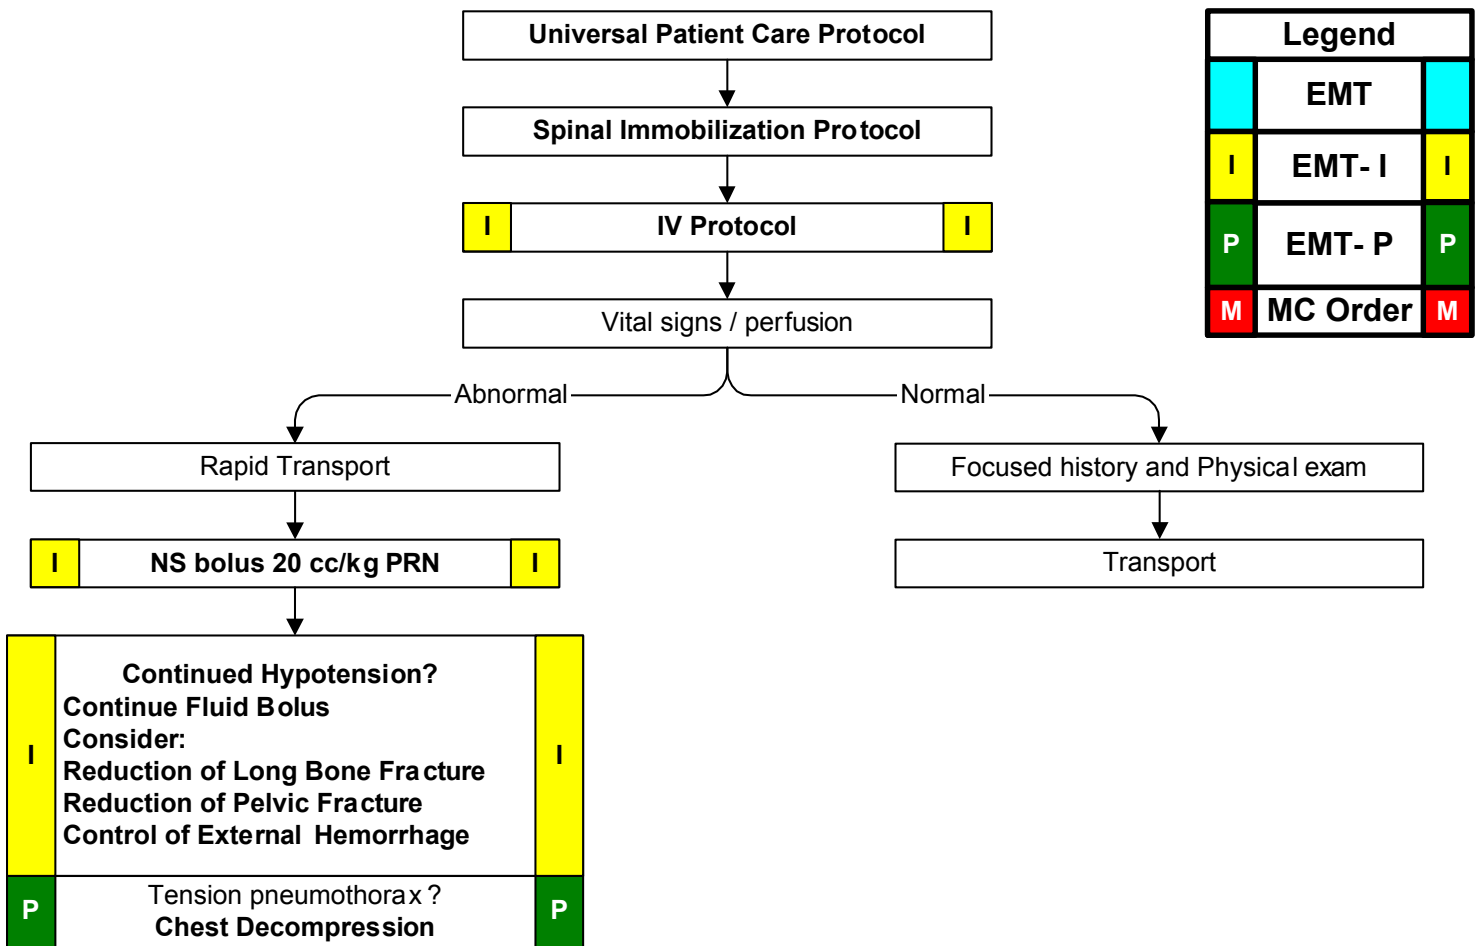 Universal Patient Care Protocol
Legend
EMT
Spinal Immobilization Protocol
I EMT- I I
I IV Protocol I
P EMT- P P
M MC Order M
Vital signs / perfusion
Abnormal
Normal
Rapid Transport
Focused history and Physical exam
I NS bolus 20 cc/kg PRN I
Transport
Continued Hypotension?
Continue Fluid Bolus
Consider:
I Reduction of Long Bone Fracture I
Reduction of Pelvic Fracture
Control of External Hemorrhage
Tension pneumothorax?
P Chest Decompression P